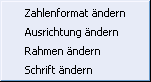 Zahlenformat ändern
Ausrichtung ändern
Rahmen ändern
Schrift ändern